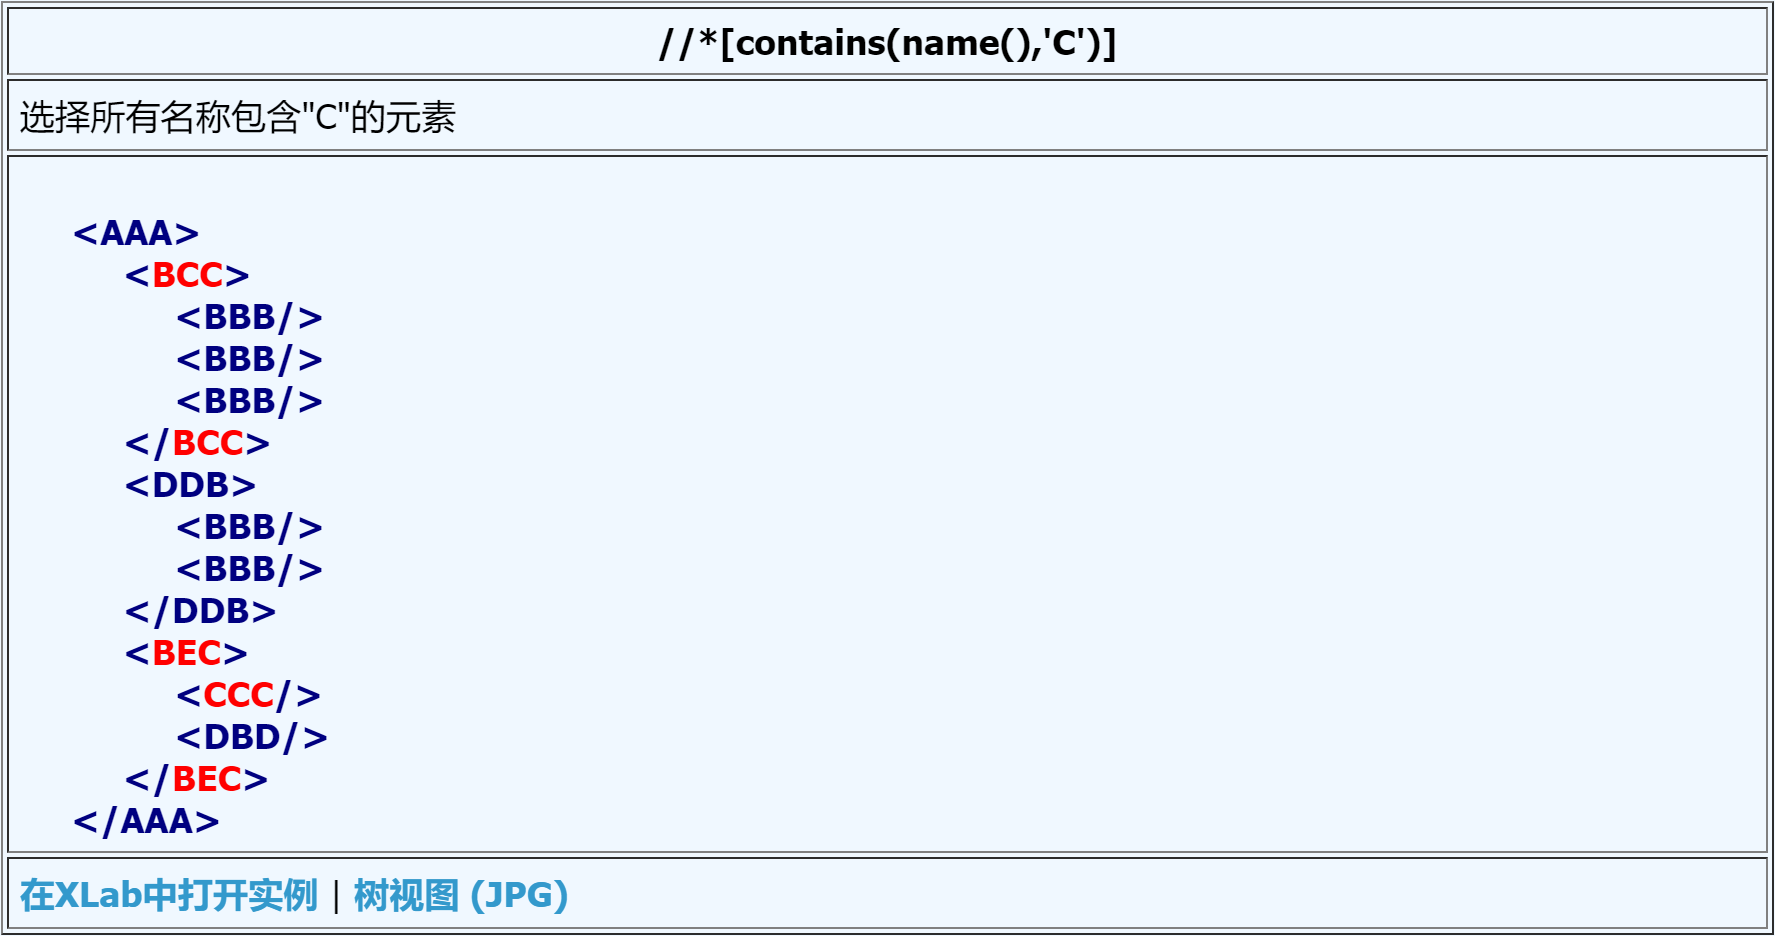 //*[contains(name(),'C')]
选择所有名称包含"C"的元素
<AAA>
<BCC>
<BBB/>
<BBB/>
<BBB/>
</BCC>
<DDB>
<BBB/>
<BBB/>
</DDB>
<BEC>
<CCC/>
<DBD/>
</BEC>
</AAA>
在XLab中打开实例 | 树视图 (JPG)